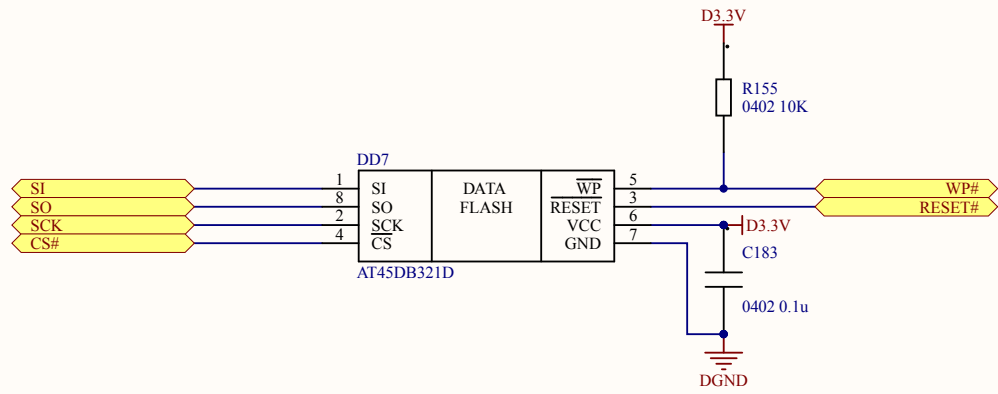 D3.3V
R155
0402 10K
DD7
SI 1 SI DATA WP 5 WP#
SO 8 SO FLASH RESET 3 RESET#
SCK 2 SCK VCC 6 D3.3V
CS# 4 CS GND 7
C183
AT45DB321D
0402 0.1u
DGND